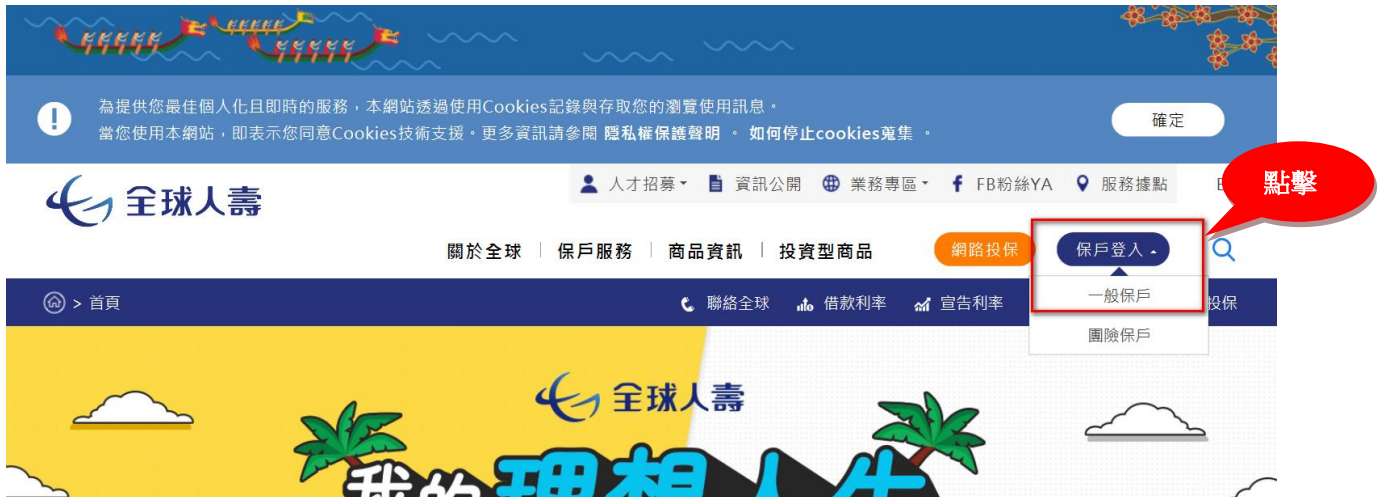 為提供您最佳個人化且即時的服務，本網站透過使用Cookies記錄與存取您的瀏覽使用訊息。
當您使用本網站，即表示您同意Cookies技術支援。更多資訊請參閱 隱私權保護聲明 。 如何停止cookies蒐集 。
確定
全球人壽
人才招募 資訊公開 業務專區 FB粉絲YA 服務據點
點擊
關於全球 | 保戶服務 | 商品資訊 | 投資型商品 網路投保 保戶登入
> 首頁 聯絡全球 借款利率 宣告利率 投保
一般保戶
團險保戶
全球人壽
我的理想人生